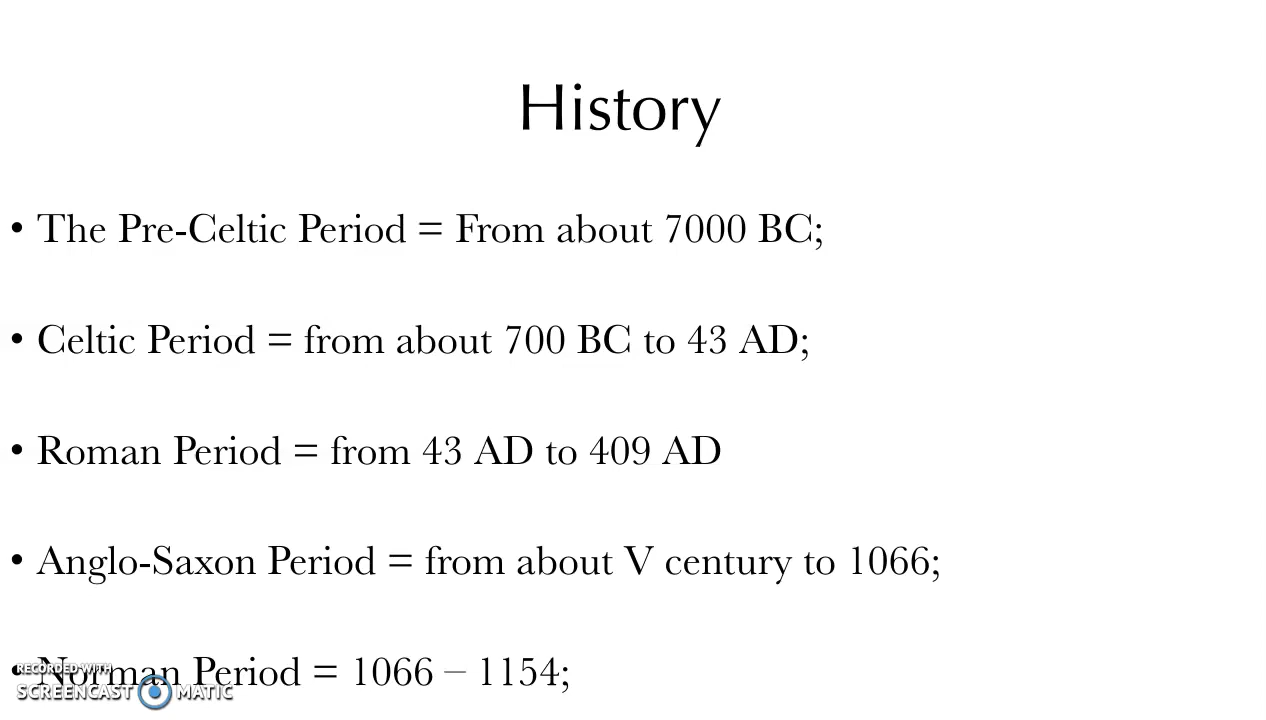 History
• The Pre-Celtic Period = From about 7000 BC;
• Celtic Period = from about 700 BC to 43 AD;
• Roman Period = from 43 AD to 409 AD
• Anglo-Saxon Period = from about V century to 1066;
• Norman Period = 1066 – 1154;
RECORDED WITH
SCREENCAST MATIC